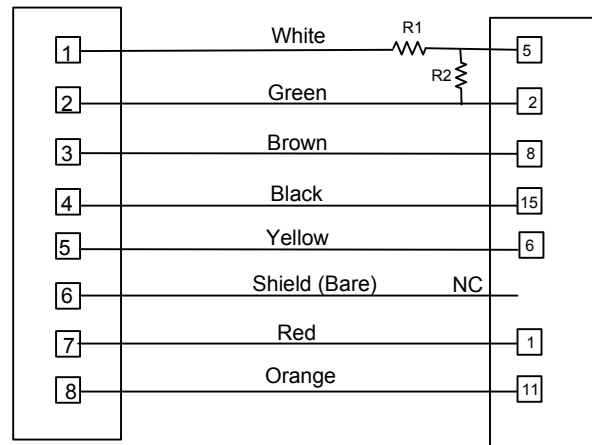 R1
1 White 5
R2
2 Green 2
3 Brown 8
4 Black 15
5 Yellow 6
6 Shield (Bare) NC
7 Red 1
8 Orange 11